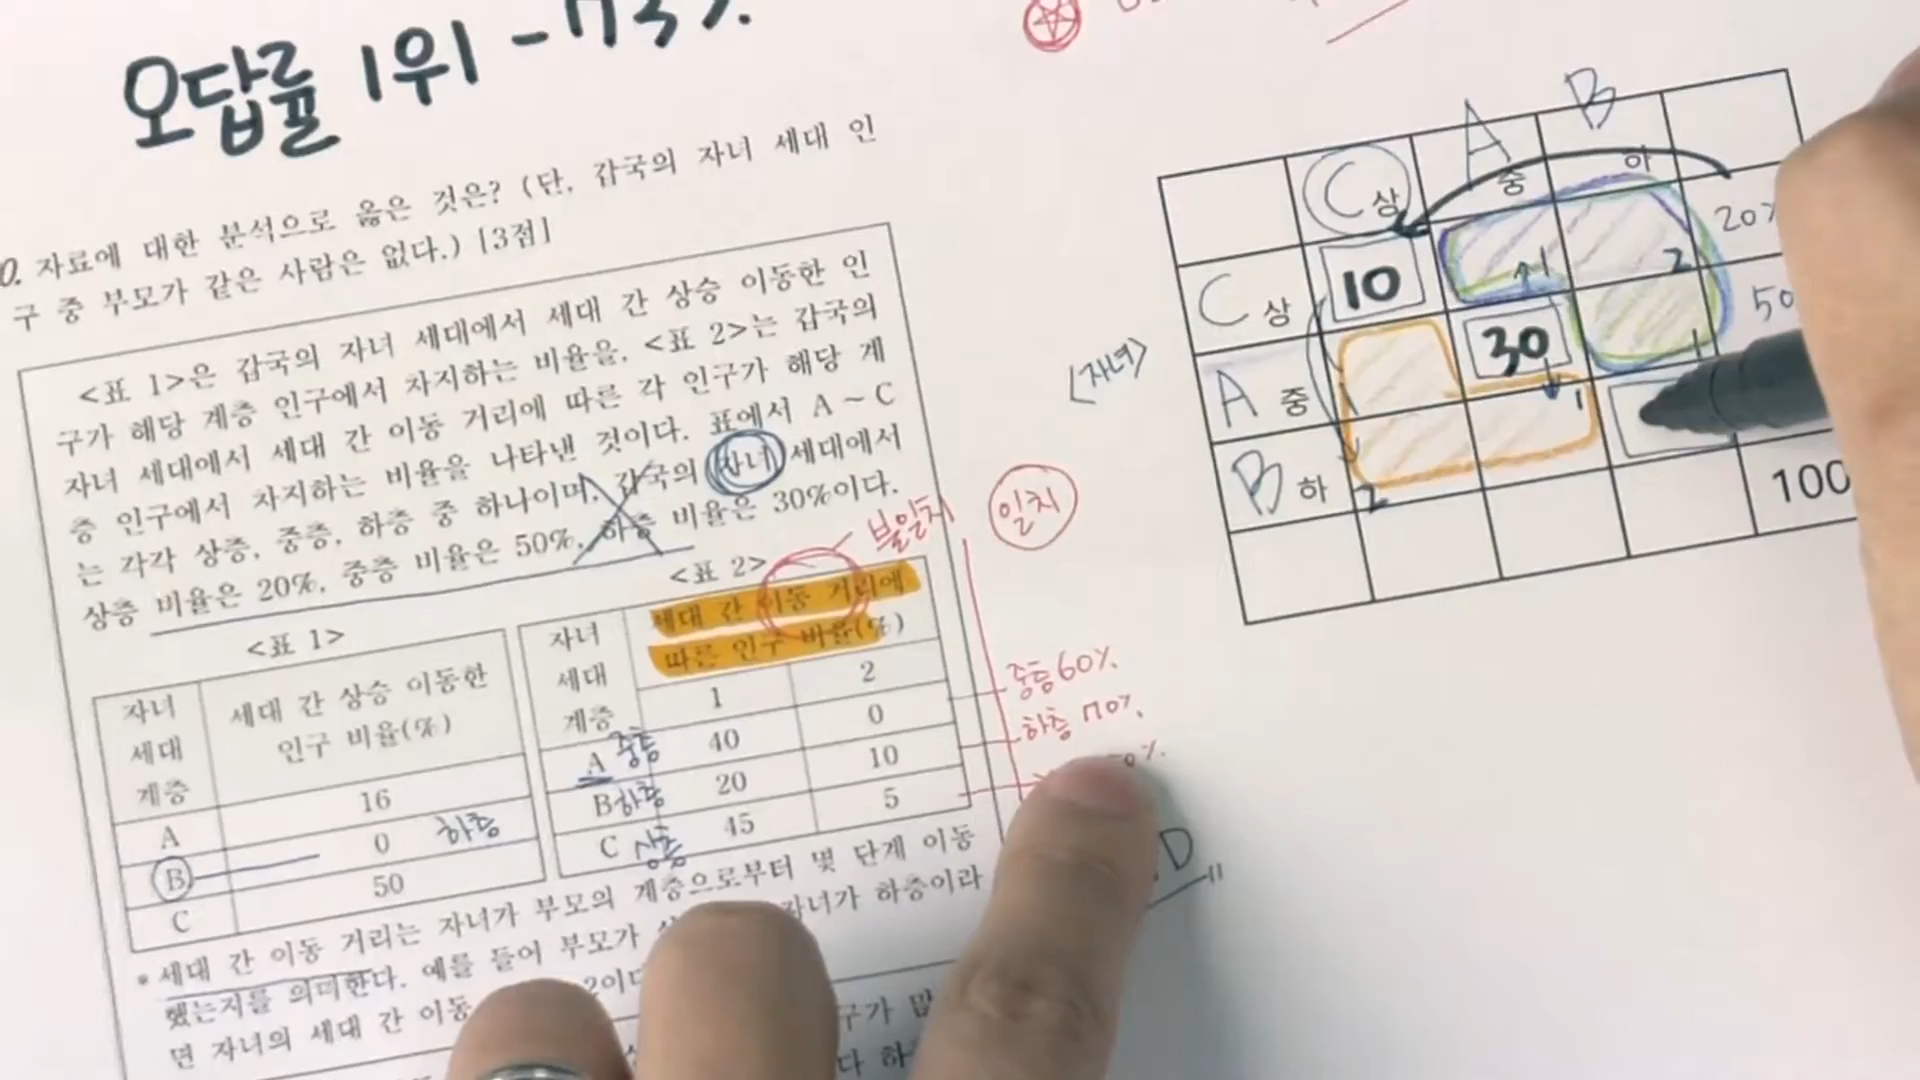 오답률 1위 - 73%
0. 자료에 대한 분석으로 옳은 것은? (단, 갑국의 자녀 세대 인
구 중 부모가 같은 사람은 없다.) [3점]
<표 1>은 갑국의 자녀 세대에서 세대 간 상승 이동한 인
구가 해당 계층 인구에서 차지하는 비율을, <표 2>는 갑국의
자녀 세대에서 세대 간 이동 거리에 따른 각 인구가 해당 계
층 인구에서 차지하는 비율을 나타낸 것이다. 표에서 A ~ C
는 각각 상층, 중층, 하층 중 하나이며, 갑국의 자녀 세대에서
상층 비율은 20%, 중층 비율은 50%, 하층 비율은 30%이다.
불일치
일치
<표 1>
자녀 세대 계층
세대 간 상승 이동한 인구 비율(%)
A 16
B 0 하층
C 50
<표 2>
자녀 세대 계층
세대 간 이동 거리에
따른 인구 비율(%)
1 2
A 중층 40 0
B 하층 20 10
C 상층 45 5
중층 60%
하층 70%
* 세대 간 이동 거리는 자녀가 부모의 계층으로부터 몇 단계 이동
했는지를 의미한다. 예를 들어 부모가 자녀가 하층이라
면 자녀의 세대 간 이동 2이다
구가
다
A B
C 상 중 하
C 상 10 1 2 20%
<자녀>
A 중 30 1 50
1
B 하 2
100
D